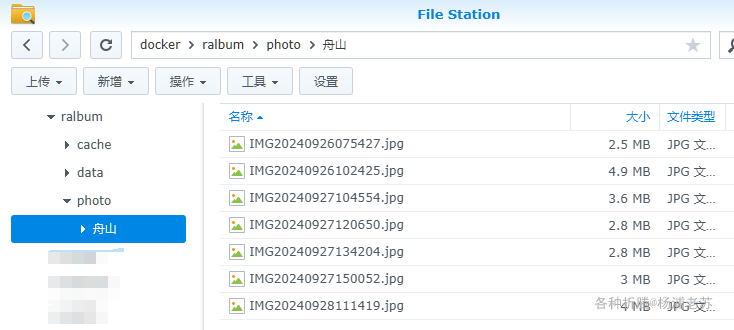 File Station
docker ralbum photo 舟山
上传 新增 操作 工具 设置
ralbum
cache
data
photo
舟山
名称 大小 文件类型
IMG20240926075427.jpg 2.5 MB JPG 文...
IMG20240926102425.jpg 4.9 MB JPG 文...
IMG20240927104554.jpg 3.6 MB JPG 文...
IMG20240927120650.jpg 2.8 MB JPG 文...
IMG20240927134204.jpg 2.8 MB JPG 文...
IMG20240927150052.jpg 3 MB JPG 文...
IMG20240928111419.jpg 4 MB JPG 文...
各种折腾@杨浦老苏